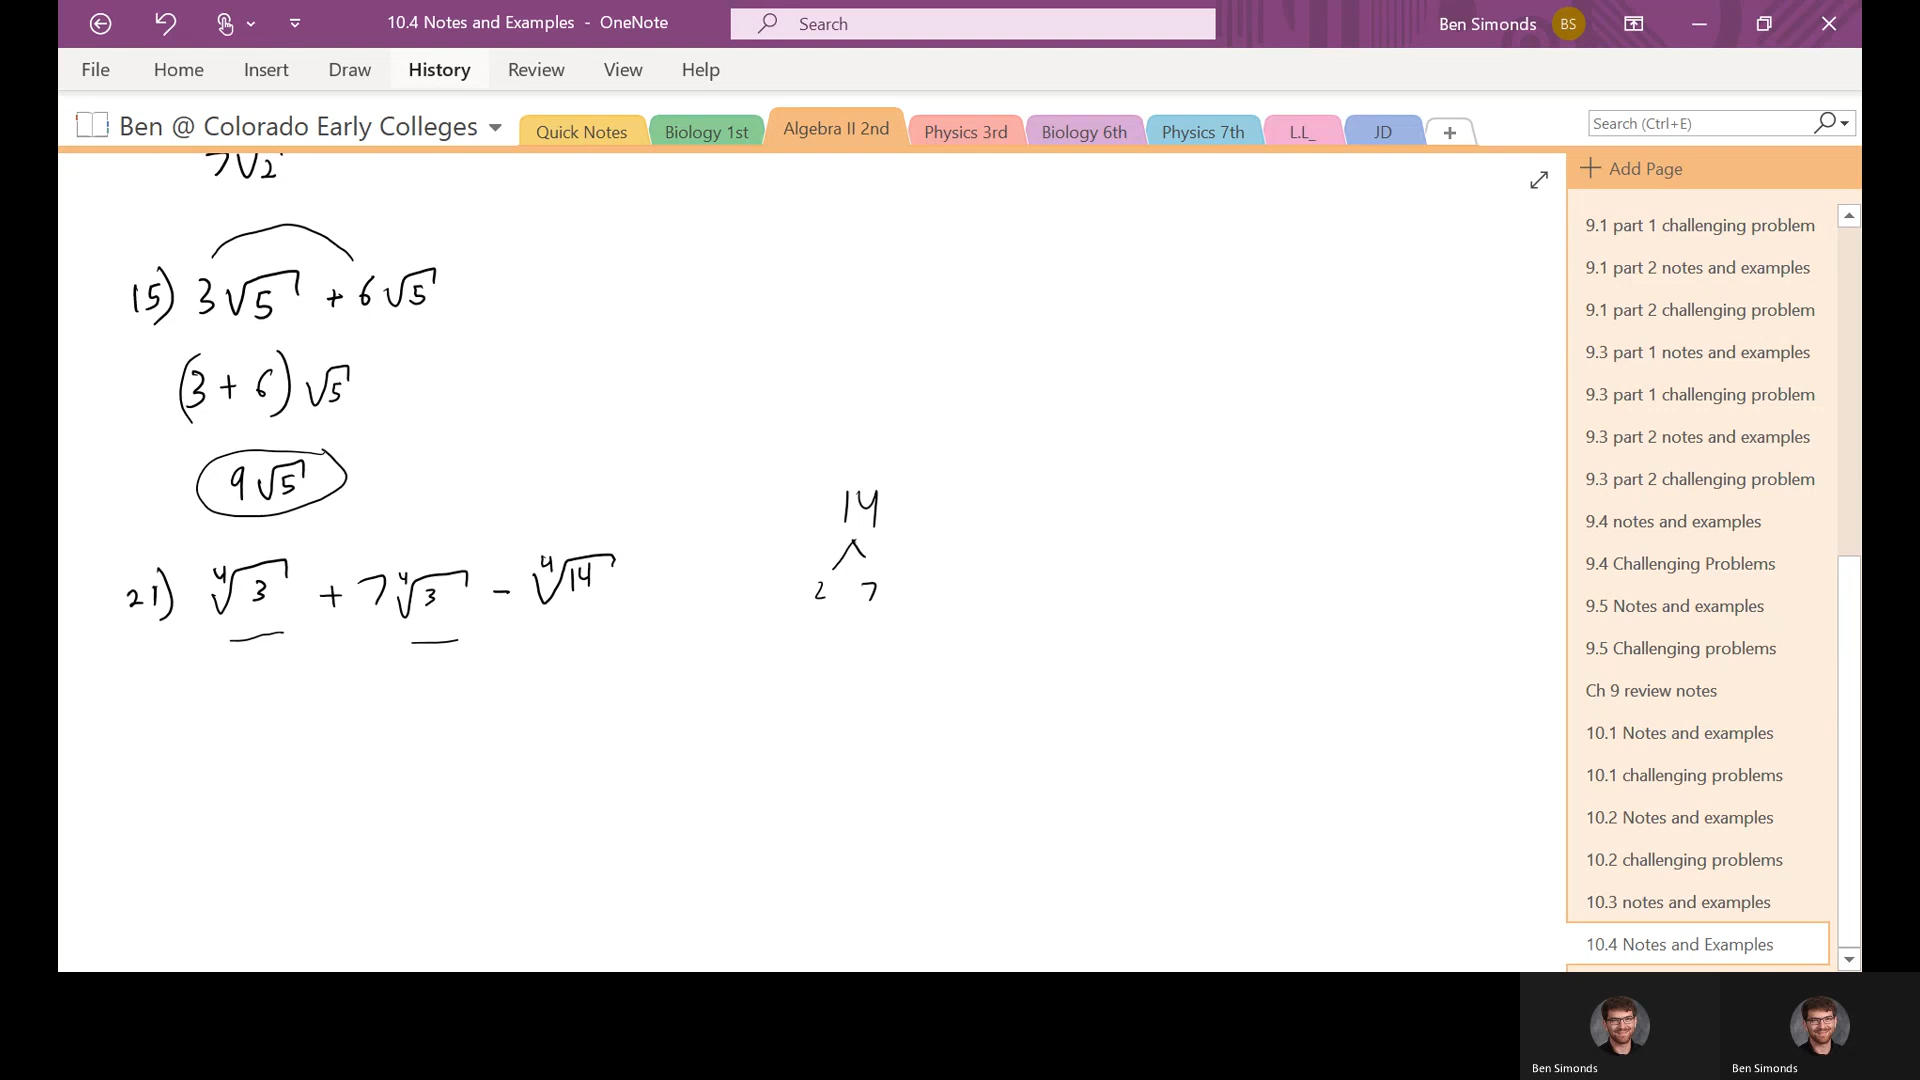 10.4 Notes and Examples - OneNote
Search
Ben Simonds BS
File Home Insert Draw History Review View Help
Ben @ Colorado Early Colleges
Quick Notes Biology 1st Algebra II 2nd Physics 3rd Biology 6th Physics 7th L.L_ JD +
Search (Ctrl+E)
7√2
15) 3√5 + 6√5
(3 + 6) √5
9√5
21) ∜3 + 7∜3 - ∜14
14
2 7
Add Page
9.1 part 1 challenging problem
9.1 part 2 notes and examples
9.1 part 2 challenging problem
9.3 part 1 notes and examples
9.3 part 1 challenging problem
9.3 part 2 notes and examples
9.3 part 2 challenging problem
9.4 notes and examples
9.4 Challenging Problems
9.5 Notes and examples
9.5 Challenging problems
Ch 9 review notes
10.1 Notes and examples
10.1 challenging problems
10.2 Notes and examples
10.2 challenging problems
10.3 notes and examples
10.4 Notes and Examples
Ben Simonds
Ben Simonds